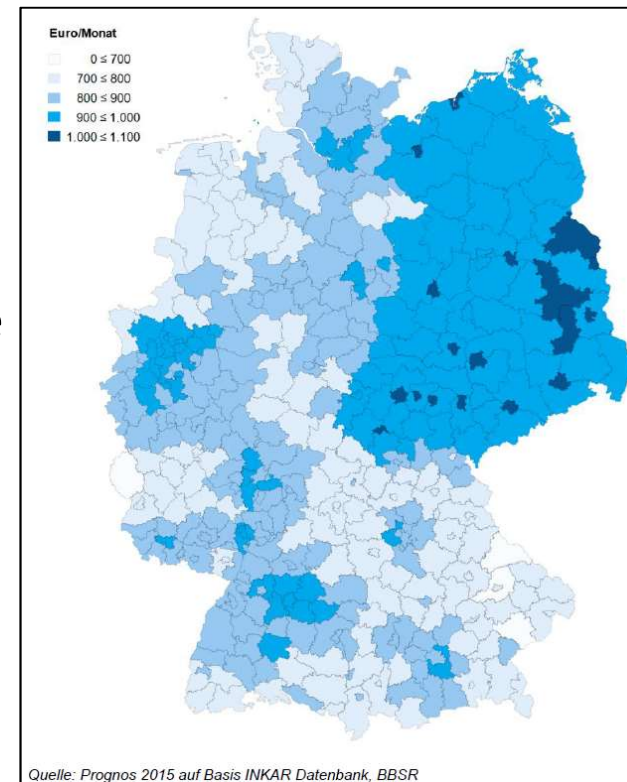 Euro/Monat
0 ≤ 700
700 ≤ 800
800 ≤ 900
900 ≤ 1.000
1.000 ≤ 1.100
Quelle: Prognos 2015 auf Basis INKAR Datenbank, BBSR